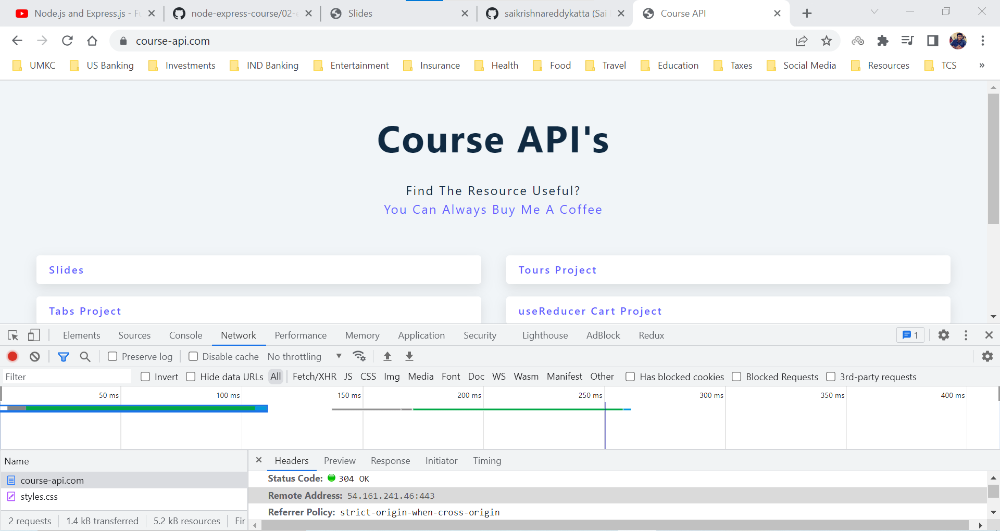 Node.js and Express.js - Fu
node-express-course/02-e
Slides
saikrishnareddykatta (Sai
Course API
course-api.com
UMKC US Banking Investments IND Banking Entertainment Insurance Health Food Travel Education Taxes Social Media Resources TCS »
Course API's
Find The Resource Useful?
You Can Always Buy Me A Coffee
Slides
Tours Project
Tabs Project
useReducer Cart Project
Elements Sources Console Network Performance Memory Application Security Lighthouse AdBlock Redux 1
Preserve log Disable cache No throttling
Filter Invert Hide data URLs All Fetch/XHR JS CSS Img Media Font Doc WS Wasm Manifest Other Has blocked cookies Blocked Requests 3rd-party requests
50 ms 100 ms 150 ms 200 ms 250 ms 300 ms 350 ms 400 ms
Name
course-api.com
styles.css
2 requests 1.4 kB transferred 5.2 kB resources Fir
Headers Preview Response Initiator Timing
Status Code: 304 OK
Remote Address: 54.161.241.46:443
Referrer Policy: strict-origin-when-cross-origin